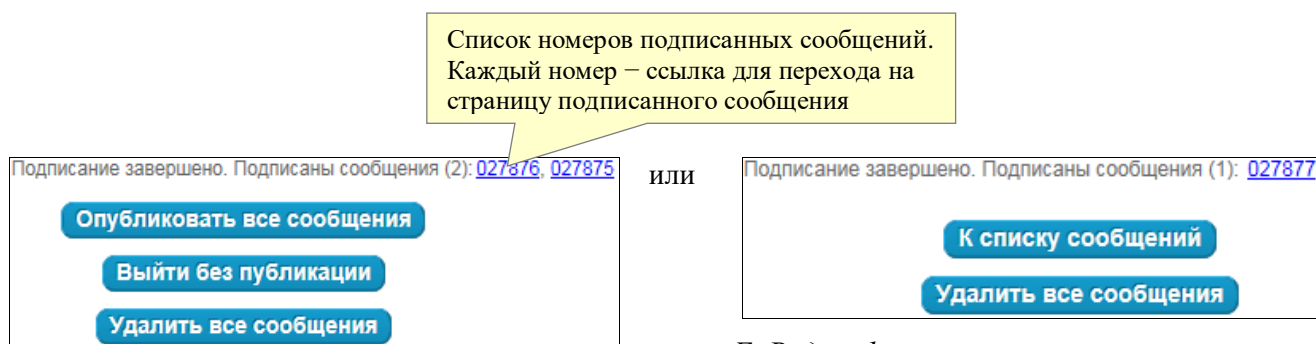 Список номеров подписанных сообщений.
Каждый номер − ссылка для перехода на
страницу подписанного сообщения
Подписание завершено. Подписаны сообщения (2): 027876, 027875
или
Подписание завершено. Подписаны сообщения (1): 027877
Опубликовать все сообщения
Выйти без публикации
Удалить все сообщения
К списку сообщений
Удалить все сообщения